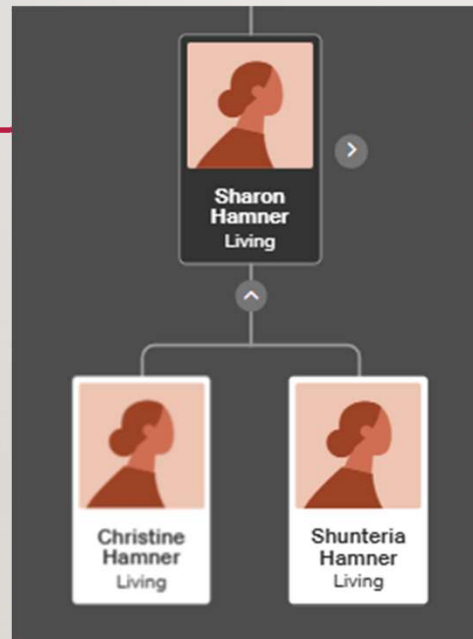 Sharon
Hamner
Living
Christine
Hamner
Living
Shunteria
Hamner
Living